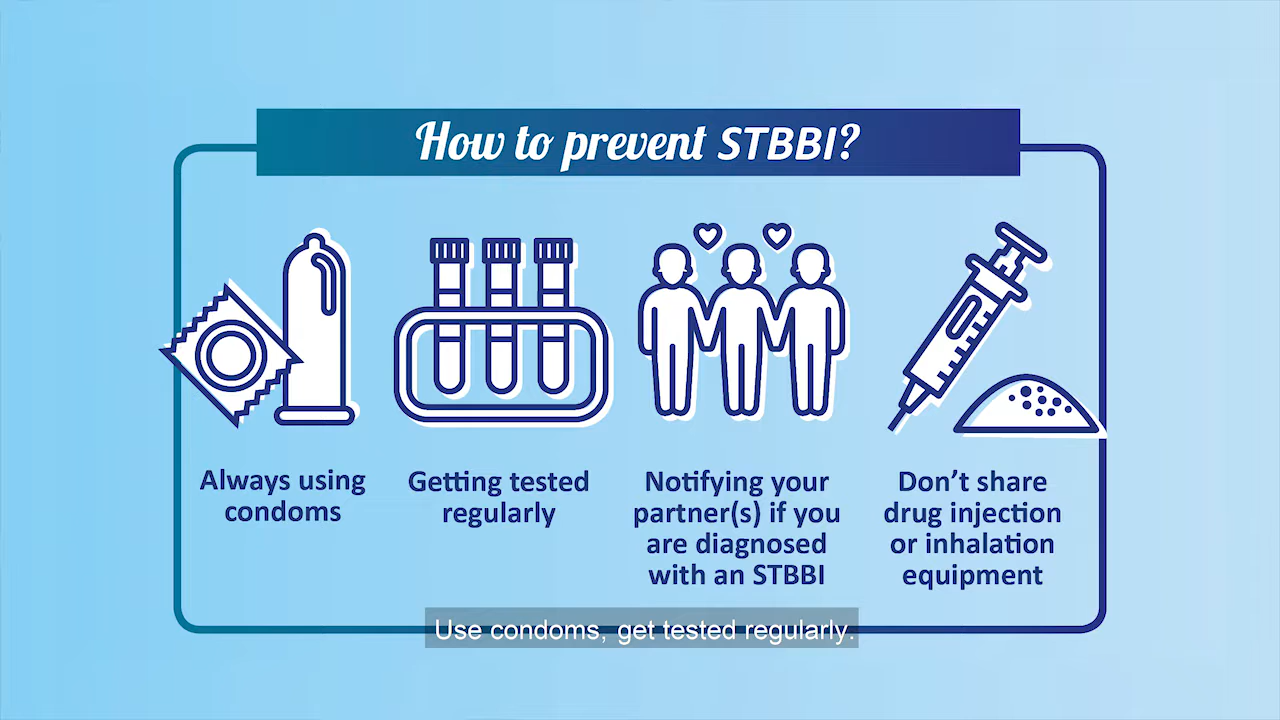 How to prevent STBBI?
Always using
condoms
Getting tested
regularly
Notifying your
partner(s) if you
are diagnosed
with an STBBI
Don’t share
drug injection
or inhalation
equipment
Use condoms, get tested regularly.